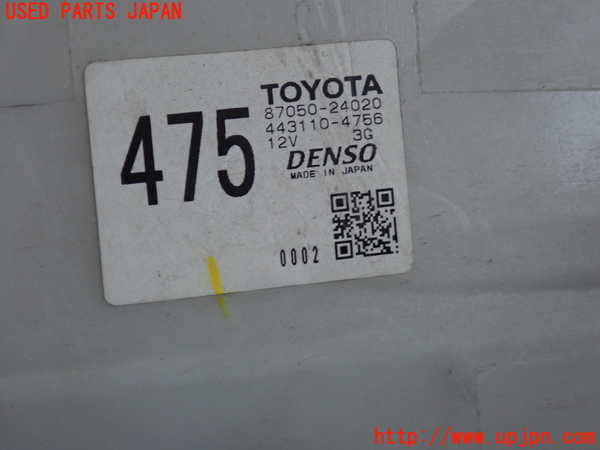 USED PARTS JAPAN
TOYOTA
475
87050-24020
443110-4756
12V 3G
DENSO
MADE IN JAPAN
0002
http://www.upjpn.com/